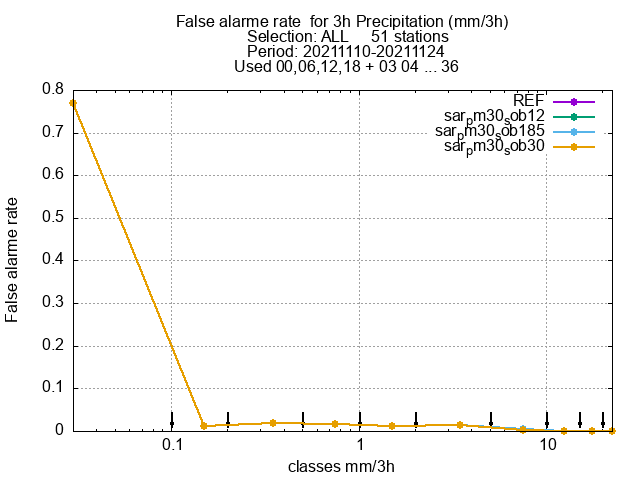 False alarme rate  for 3h Precipitation (mm/3h)
Selection: ALL     51 stations
Period: 20211110-20211124
Used 00,06,12,18 + 03 04 ... 36
REF
sar_pm30_sob12
sar_pm30_sob185
sar_pm30_sob30
False alarme rate
0.8
0.7
0.6
0.5
0.4
0.3
0.2
0.1
0
0.1
1
10
classes mm/3h